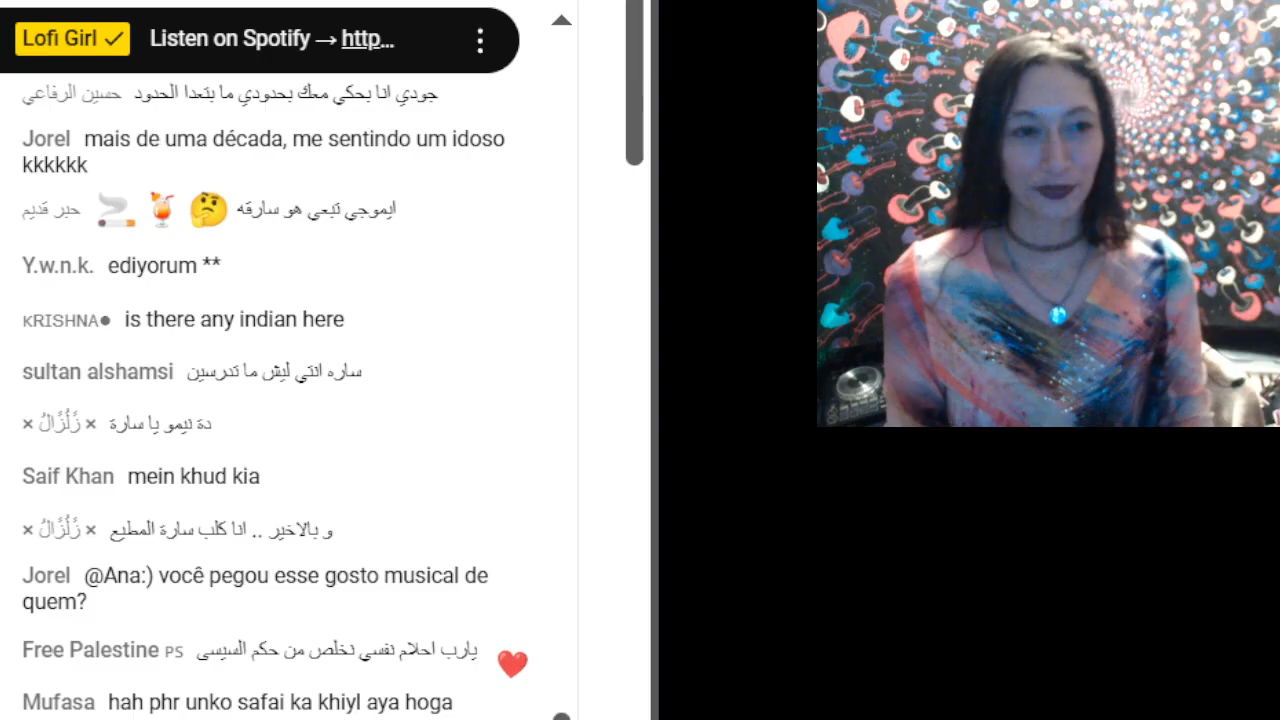 Lofi Girl ✓ Listen on Spotify → http...
حسين الرفاعي جودي انا بحكي معك بحدودي ما بتعدا الحدود
Jorel mais de uma década, me sentindo um idoso
kkkkkk
حبر قديم 🚬 🍹 🤔 ايموجي تبعي هو سارقه
Y.w.n.k. ediyorum **
ᴋRISHNA● is there any indian here
sultan alshamsi ساره انتي ليش ما تدرسين
× زًلُزًالُ × دة نيمو يا سارة
Saif Khan mein khud kia
× زًلُزًالُ × و بالاخير .. انا كلب سارة المطيع
Jorel @Ana:) você pegou esse gosto musical de
quem?
Free Palestine ᴘꜱ يارب احلام نفسي نخلص من حكم السيسى ❤️
Mufasa hah phr unko safai ka khiyl aya hoga